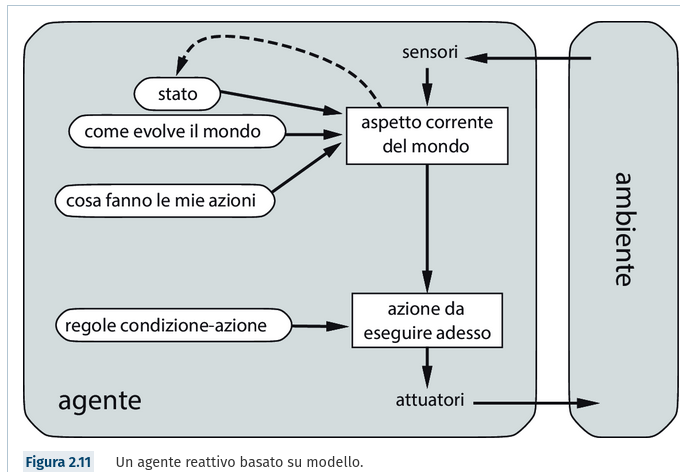 sensori
stato
aspetto corrente
del mondo
come evolve il mondo
cosa fanno le mie azioni
ambiente
azione da
eseguire adesso
regole condizione-azione
agente
attuatori
Figura 2.11 Un agente reattivo basato su modello.